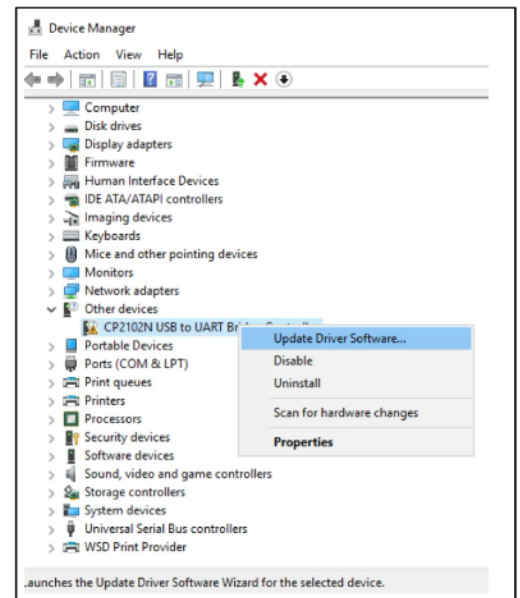 Device Manager
File Action View Help
Computer
Disk drives
Display adapters
Firmware
Human Interface Devices
IDE ATA/ATAPI controllers
Imaging devices
Keyboards
Mice and other pointing devices
Monitors
Network adapters
Other devices
CP2102N USB to UART
Update Driver Software...
Portable Devices
Disable
Ports (COM & LPT)
Uninstall
Print queues
Printers
Scan for hardware changes
Processors
Security devices
Properties
Software devices
Sound, video and game controllers
Storage controllers
System devices
Universal Serial Bus controllers
WSD Print Provider
aunches the Update Driver Software Wizard for the selected device.